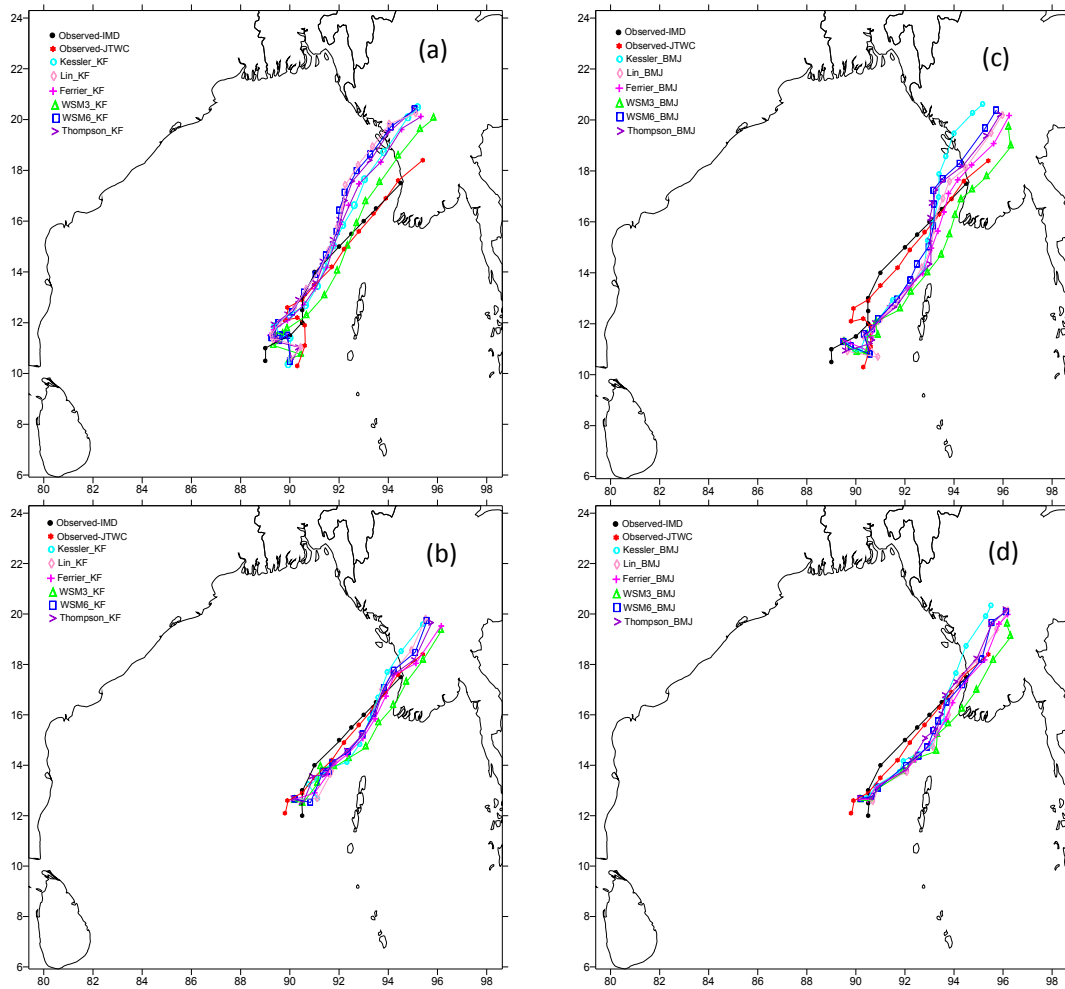 24
22
20
18
16
14
12
10
8
6
80 82 84 86 88 90 92 94 96 98
Observed-IMD
Observed-JTWC
Kessler_KF
Lin_KF
Ferrier_KF
WSM3_KF
WSM6_KF
Thompson_KF
(a)
24
22
20
18
16
14
12
10
8
6
80 82 84 86 88 90 92 94 96 98
Observed-IMD
Observed-JTWC
Kessler_BMJ
Lin_BMJ
Ferrier_BMJ
WSM3_BMJ
WSM6_BMJ
Thompson_BMJ
(c)
24
22
20
18
16
14
12
10
8
6
80 82 84 86 88 90 92 94 96 98
Observed-IMD
Observed-JTWC
Kessler_KF
Lin_KF
Ferrier_KF
WSM3_KF
WSM6_KF
Thompson_KF
(b)
24
22
20
18
16
14
12
10
8
6
80 82 84 86 88 90 92 94 96 98
Observed-IMD
Observed-JTWC
Kessler_BMJ
Lin_BMJ
Ferrier_BMJ
WSM3_BMJ
WSM6_BMJ
Thompson_BMJ
(d)